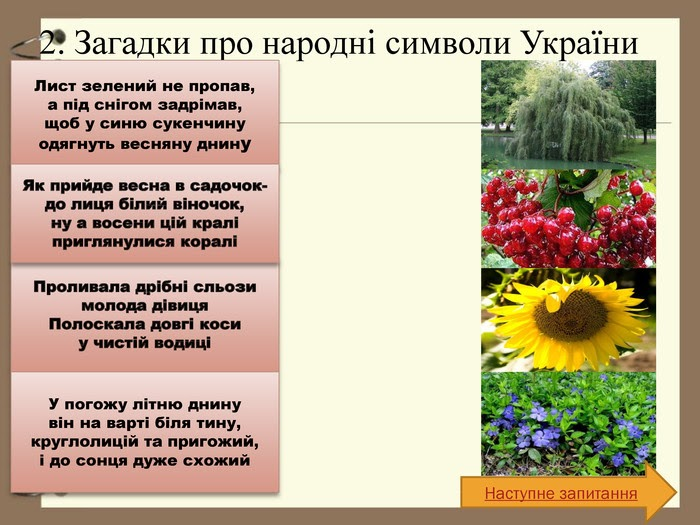 2. Загадки про народні символи України
Лист зелений не пропав,
а під снігом задрімав,
щоб у синю сукенчину
одягнуть весняну днину
Як прийде весна в садочок-
до лиця білий віночок,
ну а восени цій кралі
приглянулися коралі
Проливала дрібні сльози
молода дівиця
Полоскала довгі коси
у чистій водиці
У погожу літню днину
він на варті біля тину,
круглолицій та пригожий,
і до сонця дуже схожий
Наступне запитання